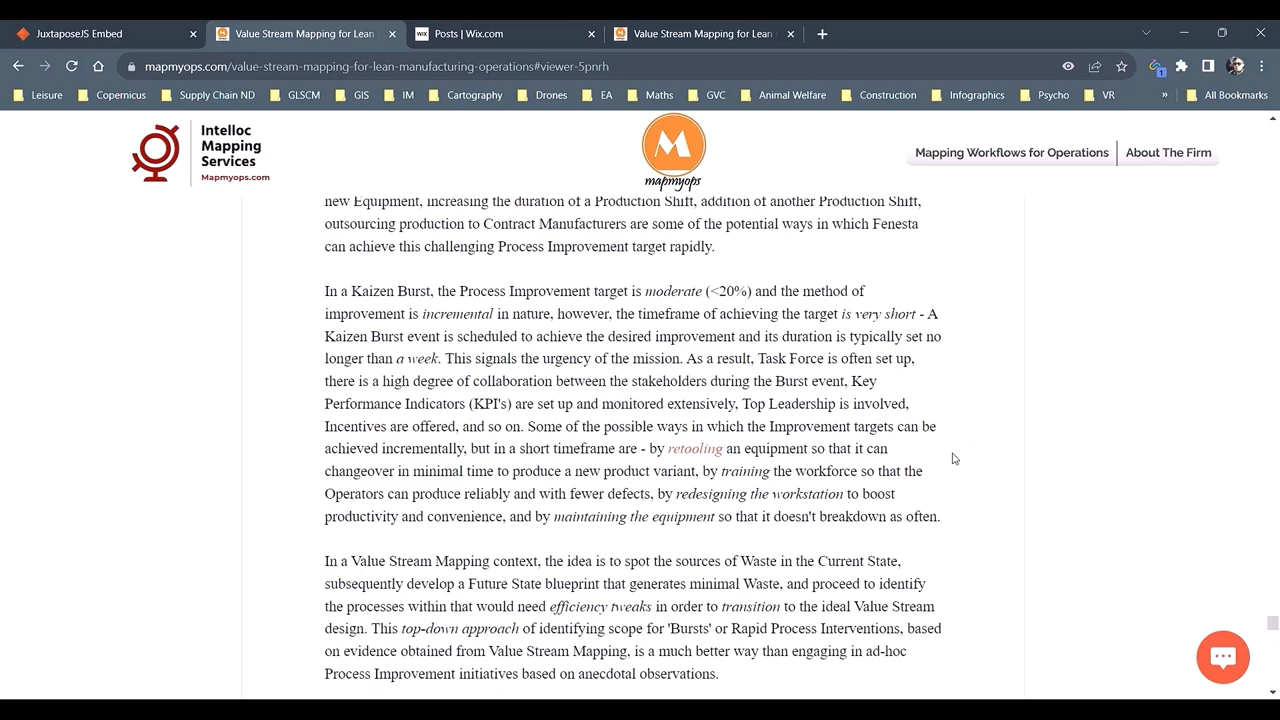 JuxtaposeJS Embed
Value Stream Mapping for Lean
WiX Posts | Wix.com
Value Stream Mapping for Lean
mapmyops.com/value-stream-mapping-for-lean-manufacturing-operations#viewer-5pnrh
1
Leisure Copernicus Supply Chain ND GLSCM GIS IM Cartography Drones EA Maths GVC Animal Welfare Construction Infographics Psycho VR » All Bookmarks
Intelloc
Mapping
Services
Mapmyops.com
M
mapmyops
Mapping Workflows for Operations About The Firm
new Equipment, increasing the duration of a Production Shift, addition of another Production Shift,
outsourcing production to Contract Manufacturers are some of the potential ways in which Fenesta
can achieve this challenging Process Improvement target rapidly.
In a Kaizen Burst, the Process Improvement target is moderate (<20%) and the method of
improvement is incremental in nature, however, the timeframe of achieving the target is very short - A
Kaizen Burst event is scheduled to achieve the desired improvement and its duration is typically set no
longer than a week. This signals the urgency of the mission. As a result, Task Force is often set up,
there is a high degree of collaboration between the stakeholders during the Burst event, Key
Performance Indicators (KPI's) are set up and monitored extensively, Top Leadership is involved,
Incentives are offered, and so on. Some of the possible ways in which the Improvement targets can be
achieved incrementally, but in a short timeframe are - by retooling an equipment so that it can
changeover in minimal time to produce a new product variant, by training the workforce so that the
Operators can produce reliably and with fewer defects, by redesigning the workstation to boost
productivity and convenience, and by maintaining the equipment so that it doesn't breakdown as often.
In a Value Stream Mapping context, the idea is to spot the sources of Waste in the Current State,
subsequently develop a Future State blueprint that generates minimal Waste, and proceed to identify
the processes within that would need efficiency tweaks in order to transition to the ideal Value Stream
design. This top-down approach of identifying scope for 'Bursts' or Rapid Process Interventions, based
on evidence obtained from Value Stream Mapping, is a much better way than engaging in ad-hoc
Process Improvement initiatives based on anecdotal observations.